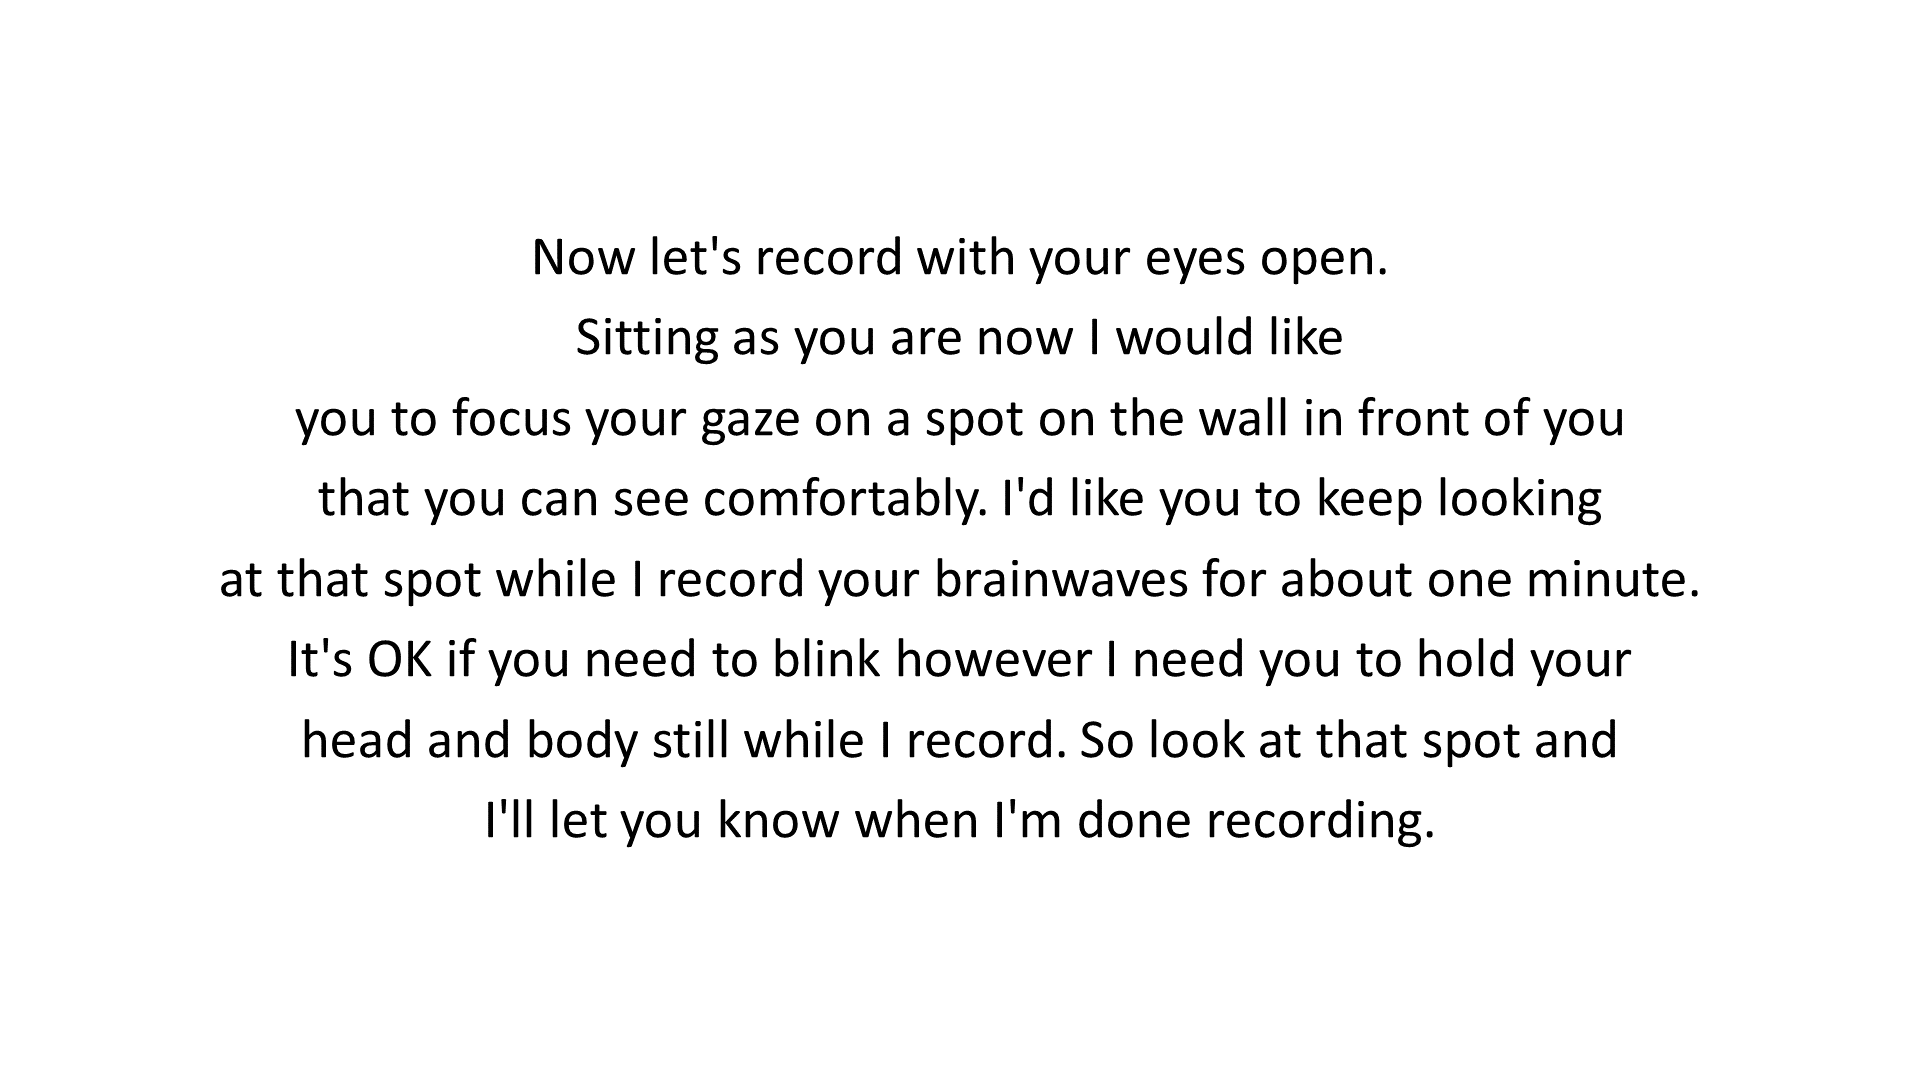 Now let's record with your eyes open.
Sitting as you are now I would like
you to focus your gaze on a spot on the wall in front of you
that you can see comfortably. I'd like you to keep looking
at that spot while I record your brainwaves for about one minute.
It's OK if you need to blink however I need you to hold your
head and body still while I record. So look at that spot and
I'll let you know when I'm done recording.